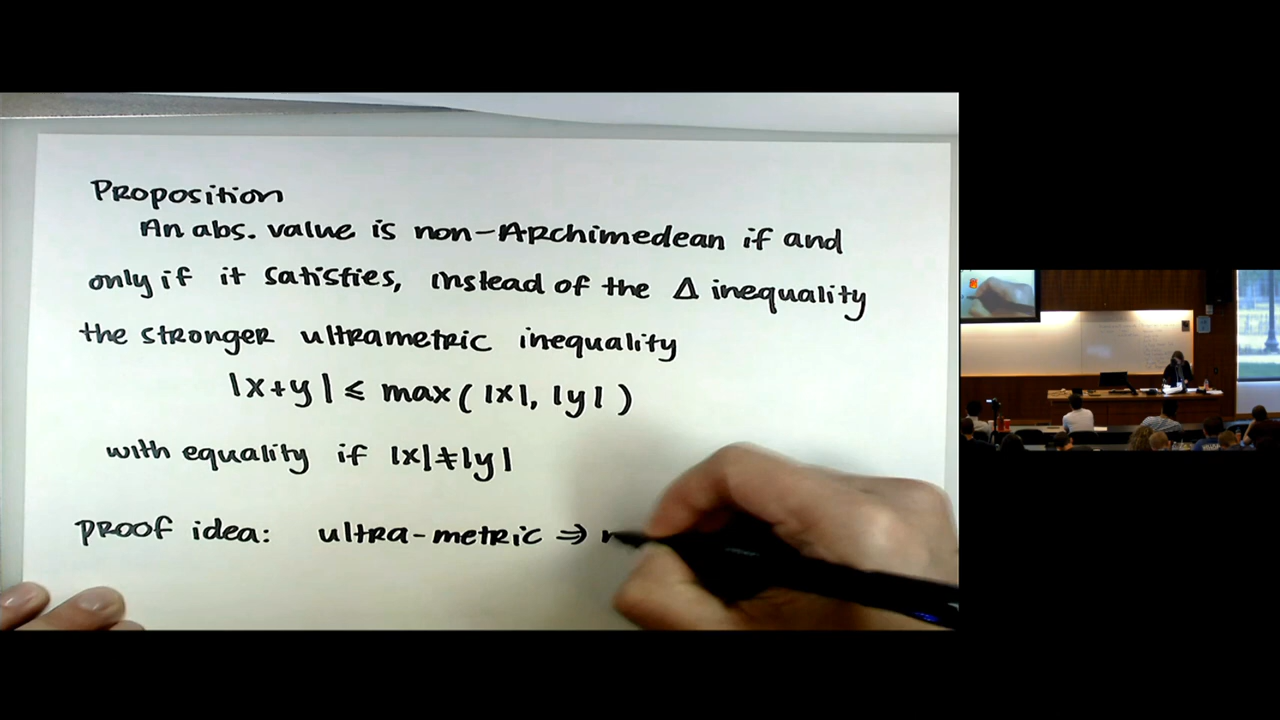 Proposition
An abs. value is non-Archimedean if and
only if it satisfies, instead of the Δ inequality
the stronger ultrametric inequality
|x+y| ≤ max(|x|, |y|)
with equality if |x|≠|y|
Proof idea: ultra-metric ⇒